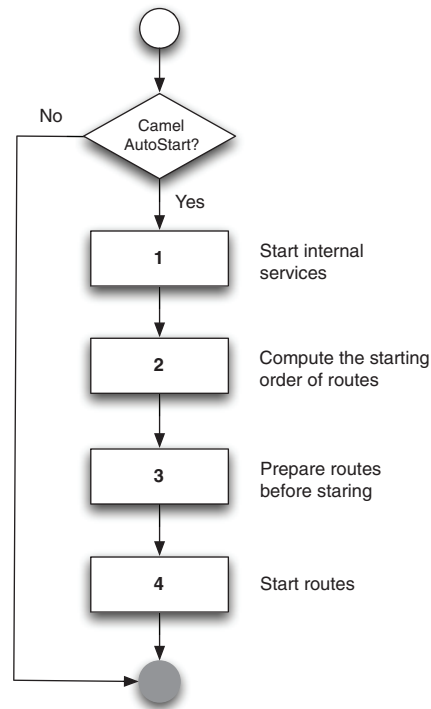 No
Camel
AutoStart?
Yes
1
Start internal
services
2
Compute the starting
order of routes
3
Prepare routes
before staring
4
Start routes